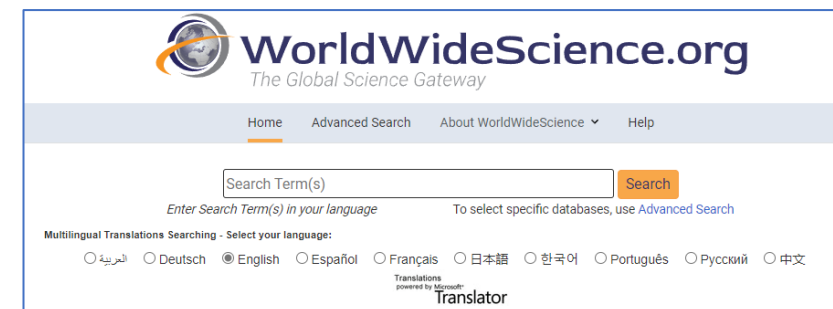 WorldWideScience.org
The Global Science Gateway
Home Advanced Search About WorldWideScience Help
Search Term(s) Search
Enter Search Term(s) in your language To select specific databases, use Advanced Search
Multilingual Translations Searching - Select your language:
العربية Deutsch English Español Français 日本語 한국어 Português Русский 中文
Translations
powered by Microsoft®
Translator